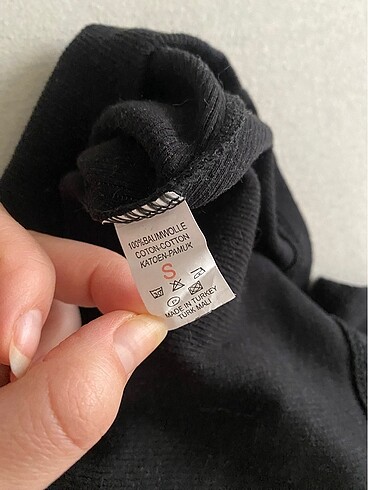 100%BAUMWOLLE
COTON-COTTON
KATOEN-PAMUK
S
MADE IN TURKEY
TÜRK MALI